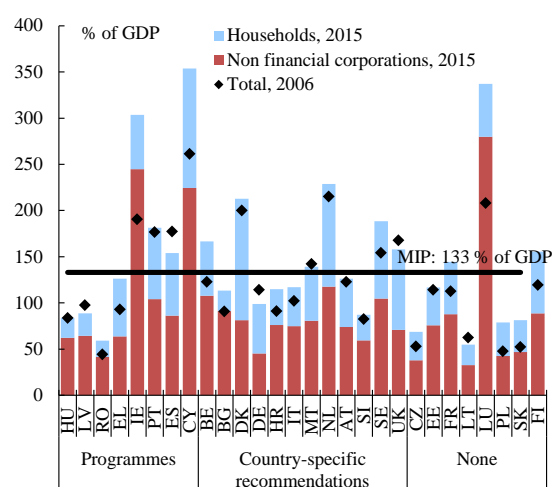 % of GDP
Households, 2015
Non financial corporations, 2015
Total, 2006
400
350
300
250
200
150
100
50
0
MIP: 133 % of GDP
HU LV RO EL IE PT ES CY BE BG DK DE HR IT MT NL AT SI SE UK CZ EE FR LT LU PL SK FI
Programmes Country-specific recommendations None